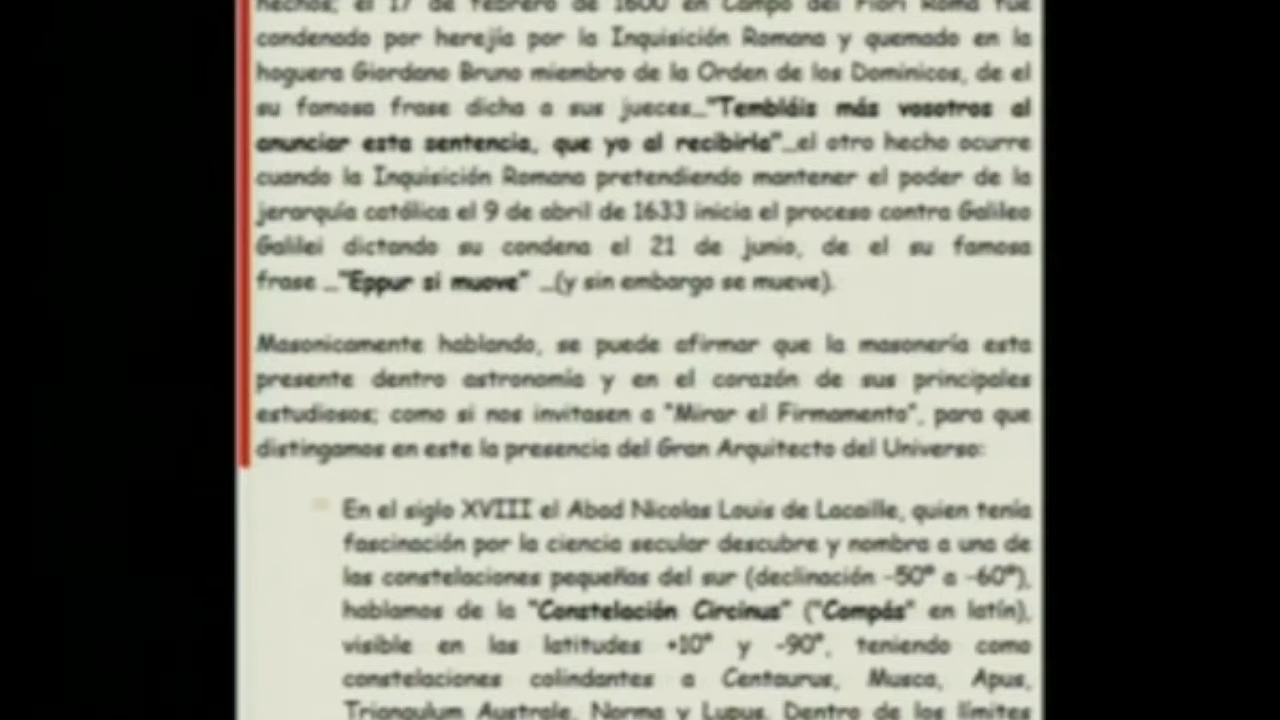 hechos; el 17 de febrero de 1600 en Campo dei Fiori Roma fue
condenado por herejía por la Inquisición Romana y quemado en la
hoguera Giordano Bruno miembro de la Orden de los Dominicos, de el
su famosa frase dicha a sus jueces…"Tembláis más vosotros al
anunciar esta sentencia, que yo al recibirla"…el otro hecho ocurre
cuando la Inquisición Romana pretendiendo mantener el poder de la
jerarquía católica el 9 de abril de 1633 inicia el proceso contra Galileo
Galilei dictando su condena el 21 de junio, de el su famosa
frase …"Eppur si muove" …(y sin embargo se mueve).
Masonicamente hablando, se puede afirmar que la masonería esta
presente dentro astronomía y en el corazón de sus principales
estudiosos; como si nos invitasen a "Mirar el Firmamento", para que
distingamos en este la presencia del Gran Arquitecto del Universo:
En el siglo XVIII el Abad Nicolas Louis de Lacaille, quien tenía
fascinación por la ciencia secular descubre y nombra a una de
las constelaciones pequeñas del sur (declinación -50° a -60°),
hablamos de la "Constelación Circinus" ("Compás" en latín),
visible en las latitudes +10° y -90°, teniendo como
constelaciones colindantes a Centaurus, Musca, Apus,
Triangulum Australe, Norma y Lupus. Dentro de los límites